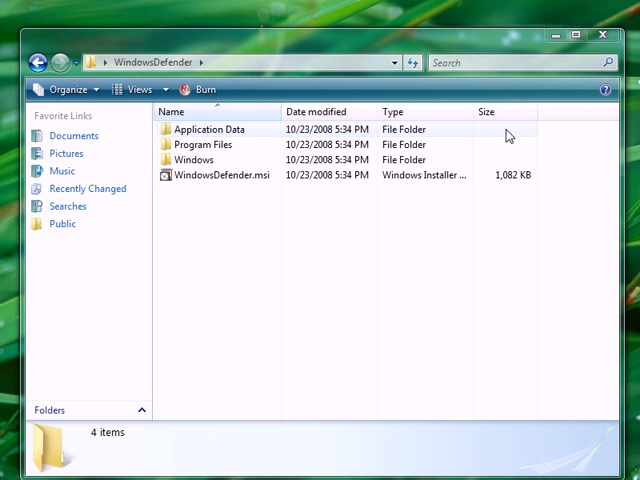 WindowsDefender
Search
Organize Views Burn
Favorite Links
Documents
Pictures
Music
Recently Changed
Searches
Public
Folders
Name Date modified Type Size
Application Data 10/23/2008 5:34 PM File Folder
Program Files 10/23/2008 5:34 PM File Folder
Windows 10/23/2008 5:34 PM File Folder
WindowsDefender.msi 10/23/2008 5:34 PM Windows Installer ... 1,082 KB
4 items